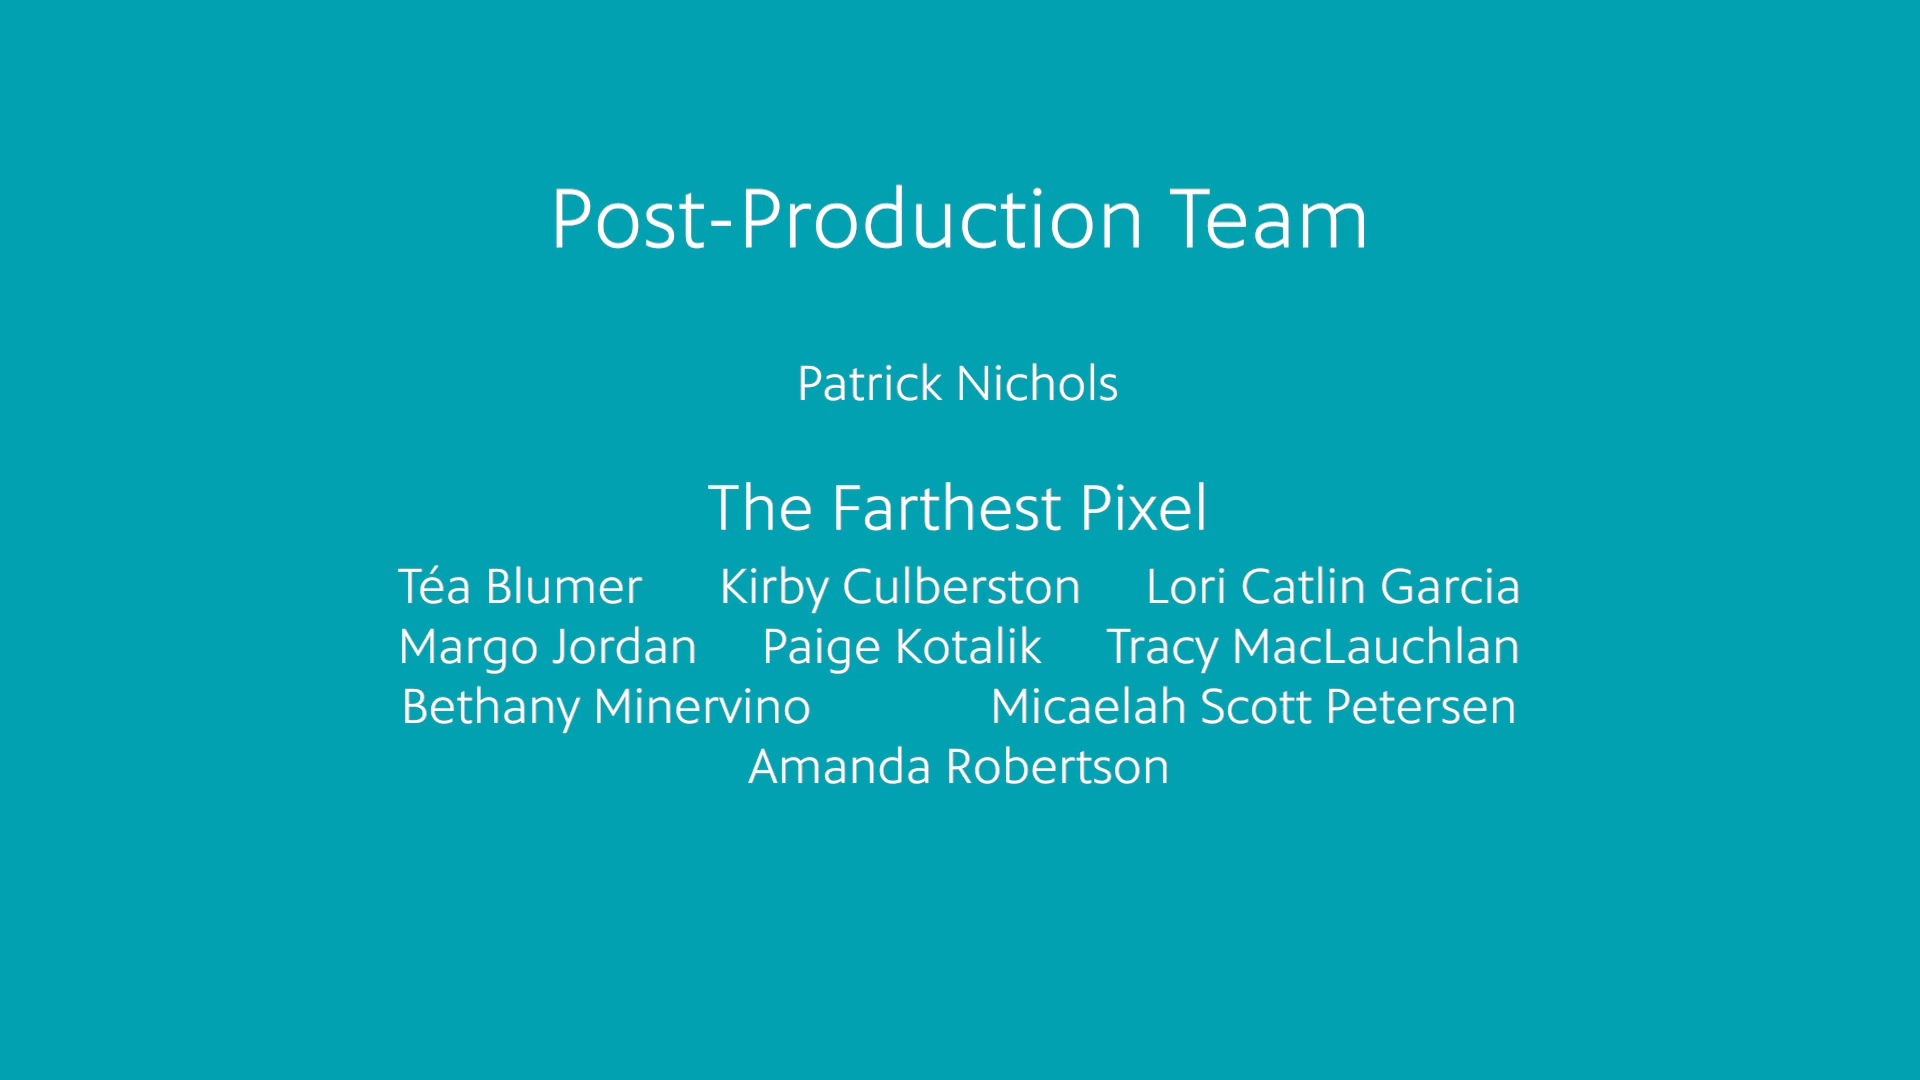 Post-Production Team
Patrick Nichols
The Farthest Pixel
Téa Blumer Kirby Culberston Lori Catlin Garcia
Margo Jordan Paige Kotalik Tracy MacLauchlan
Bethany Minervino Micaelah Scott Petersen
Amanda Robertson